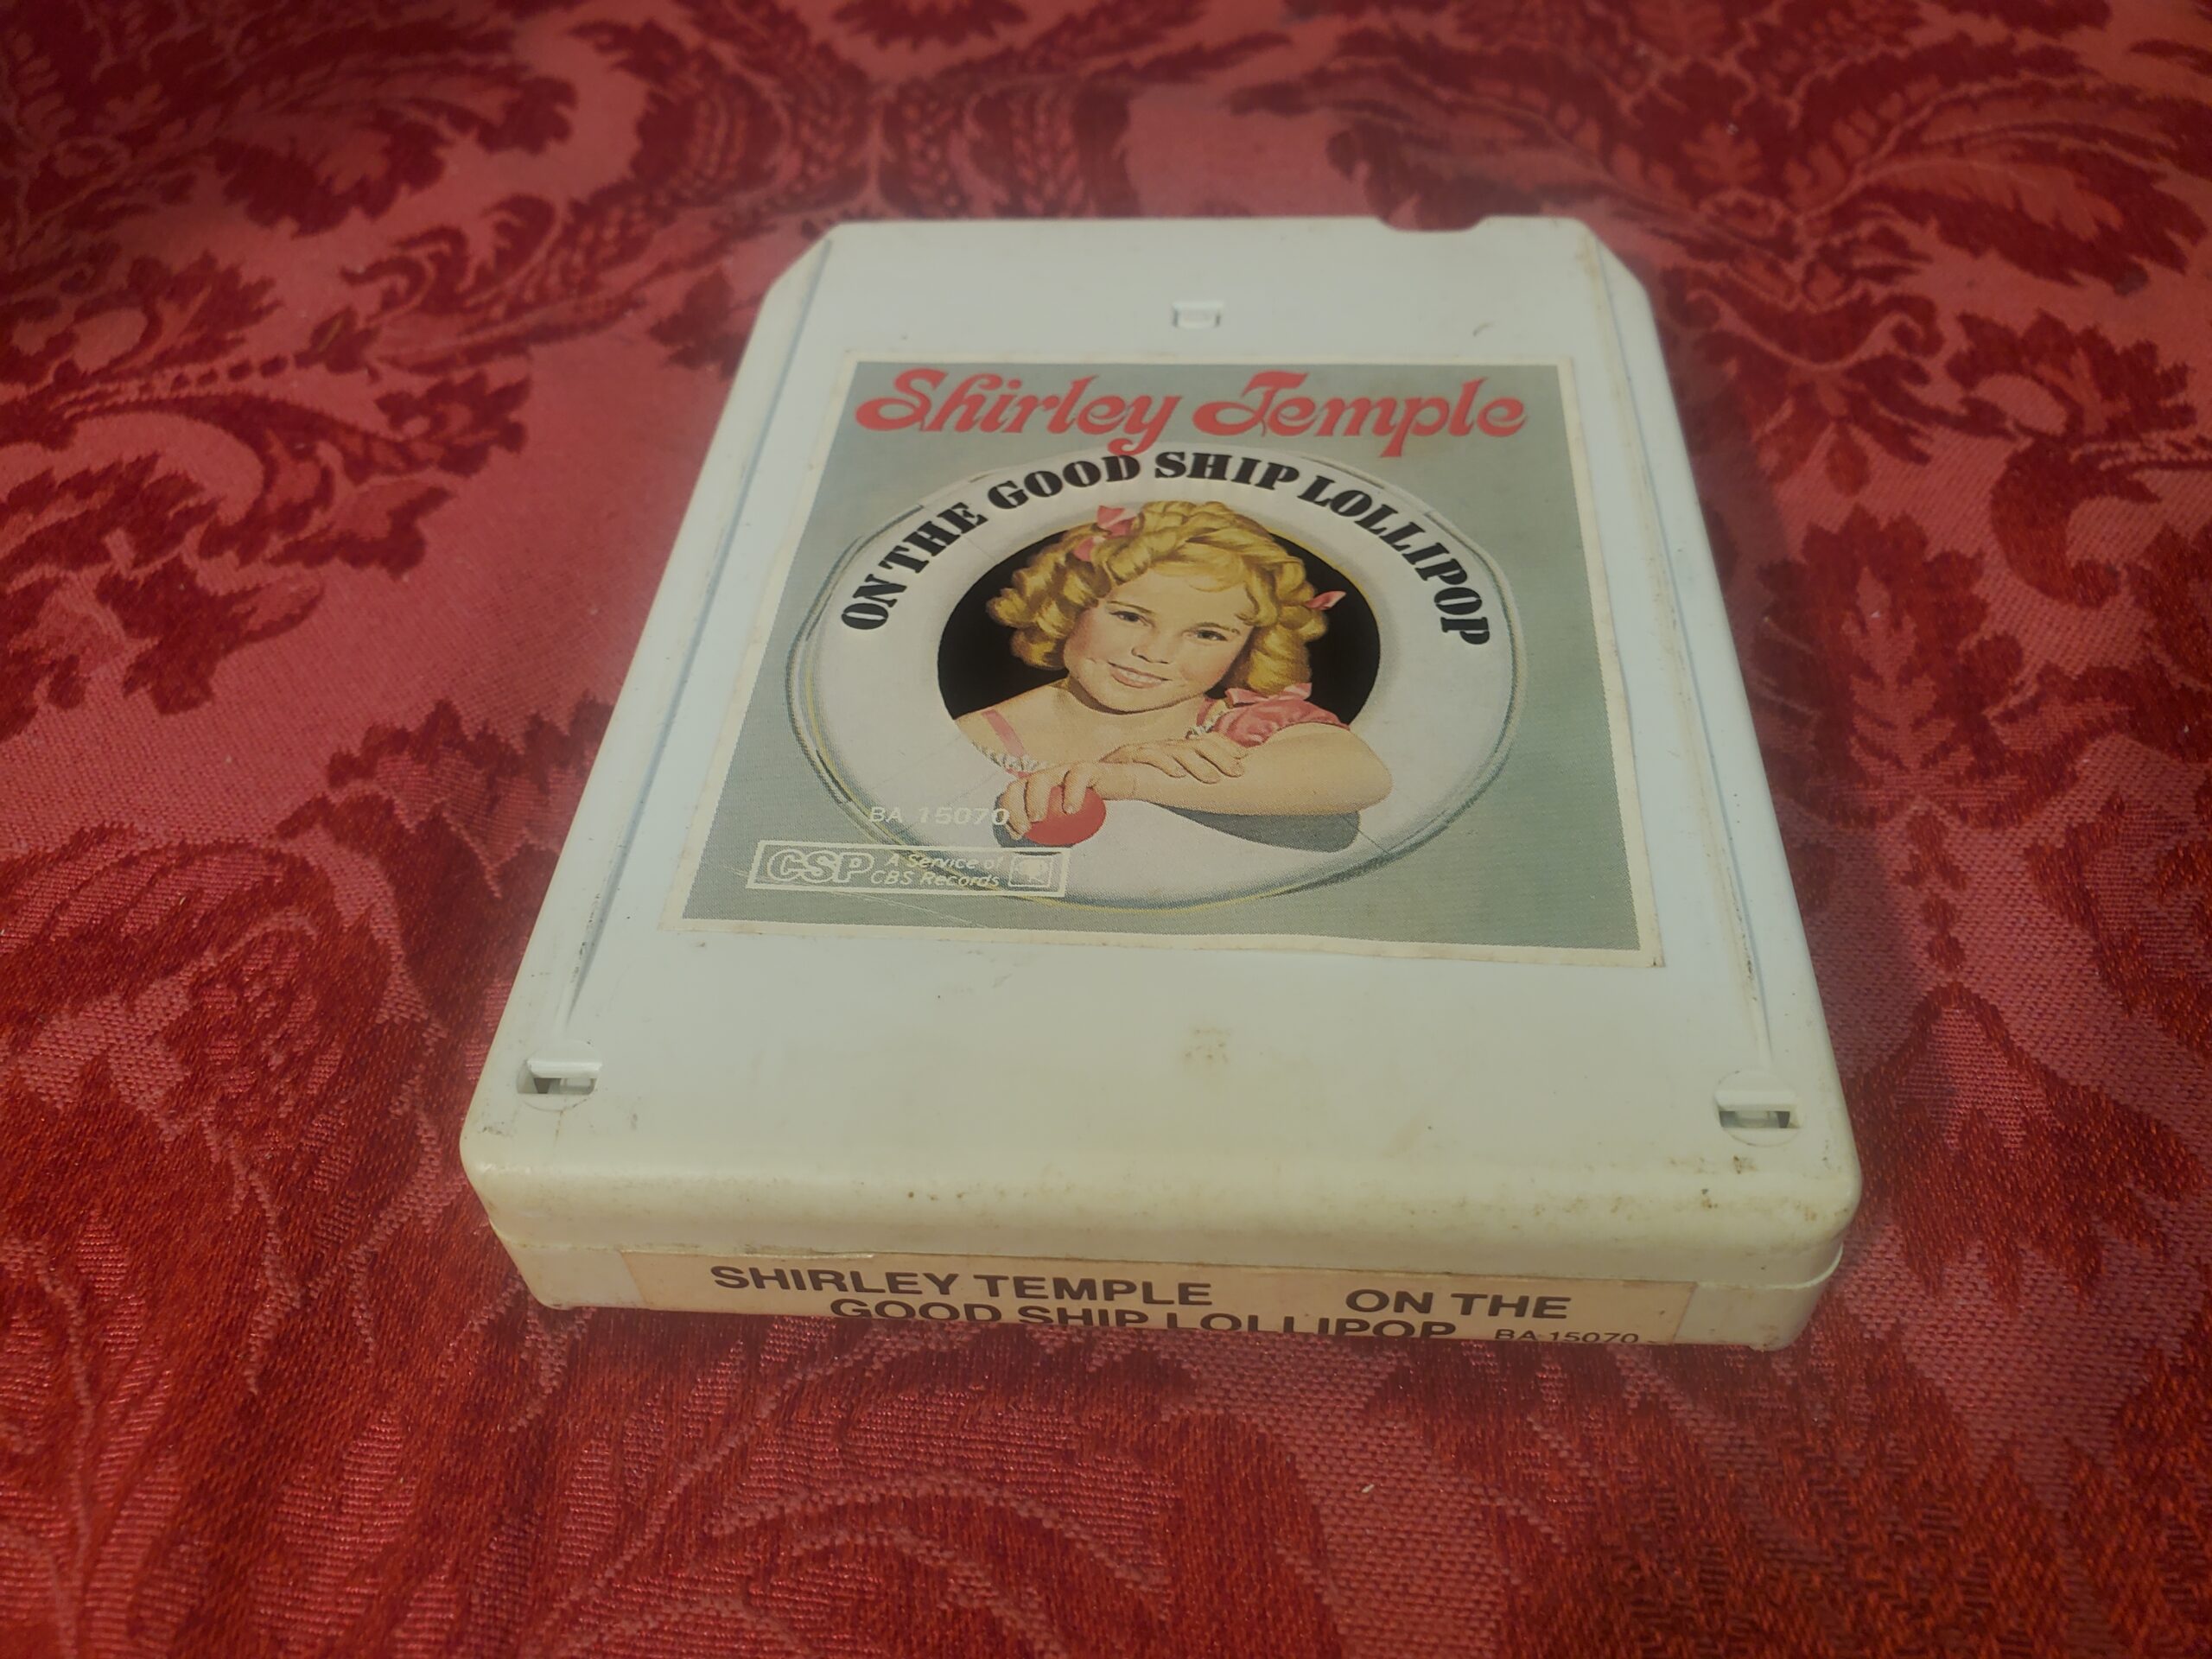 Shirley Temple
ON THE GOOD SHIP LOLLIPOP
BA 15070
CSP A Service of
CBS Records
SHIRLEY TEMPLE ON THE
GOOD SHIP LOLLIPOP BA 15070